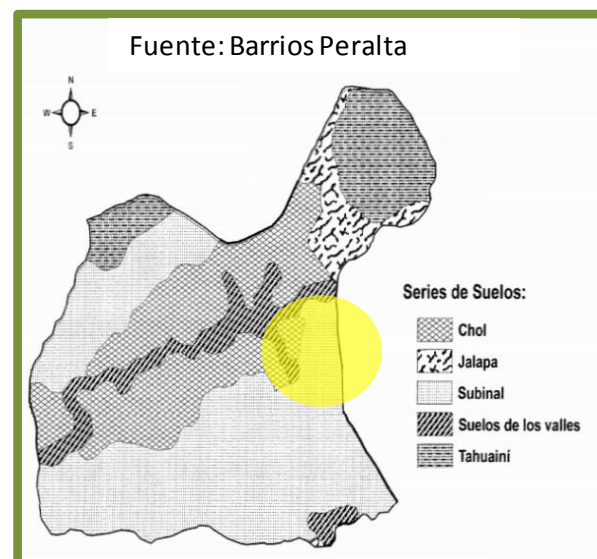 Fuente: Barrios Peralta
N
W E
S
Series de Suelos:
Chol
Jalapa
Subinal
Suelos de los valles
Tahuainí